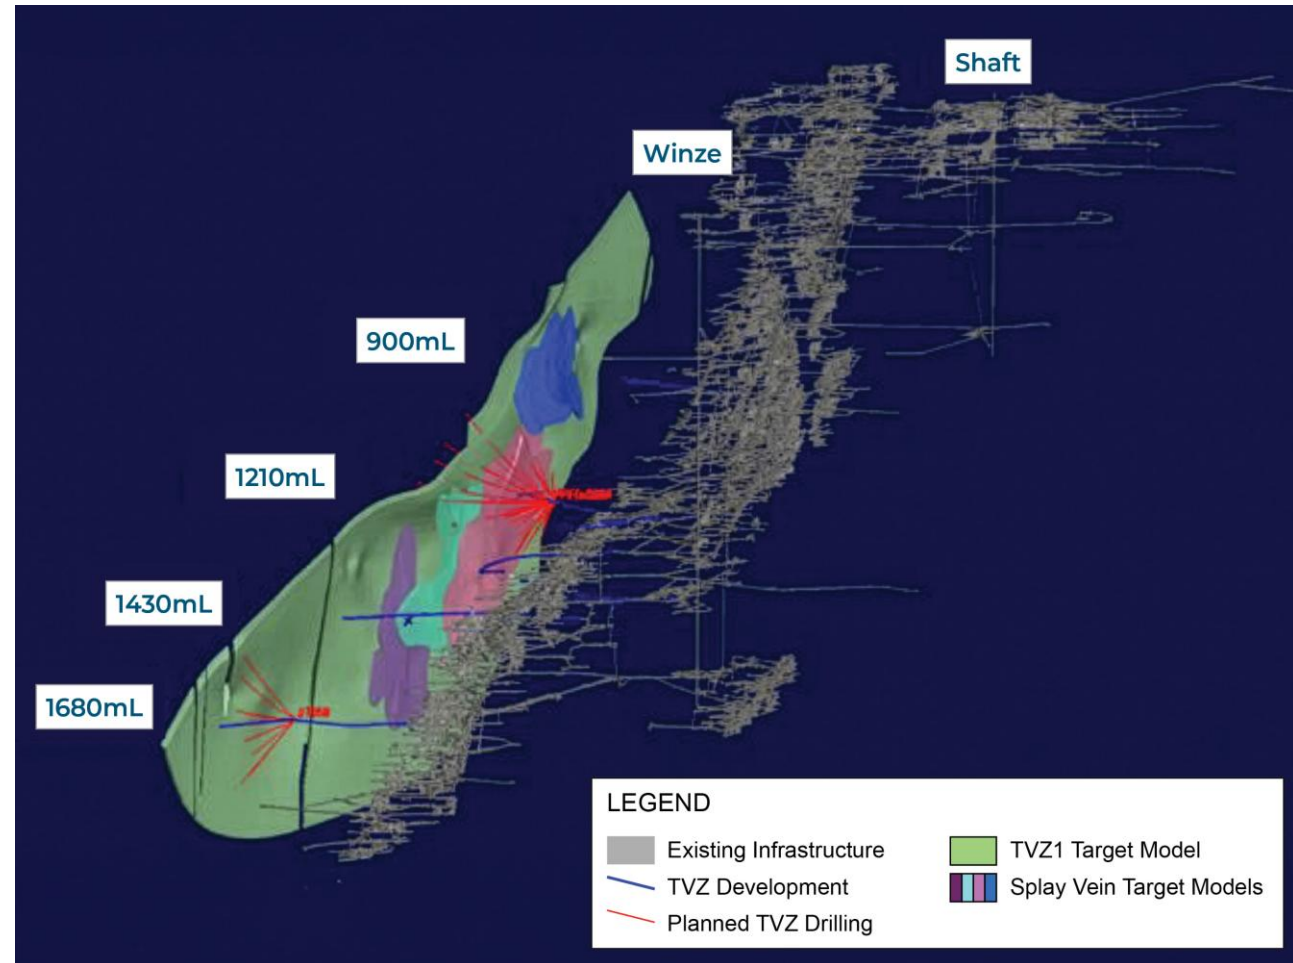 Shaft
Winze
900mL
1210mL
1430mL
1680mL
LEGEND
Existing Infrastructure
TVZ Development
Planned TVZ Drilling
TVZ1 Target Model
Splay Vein Target Models